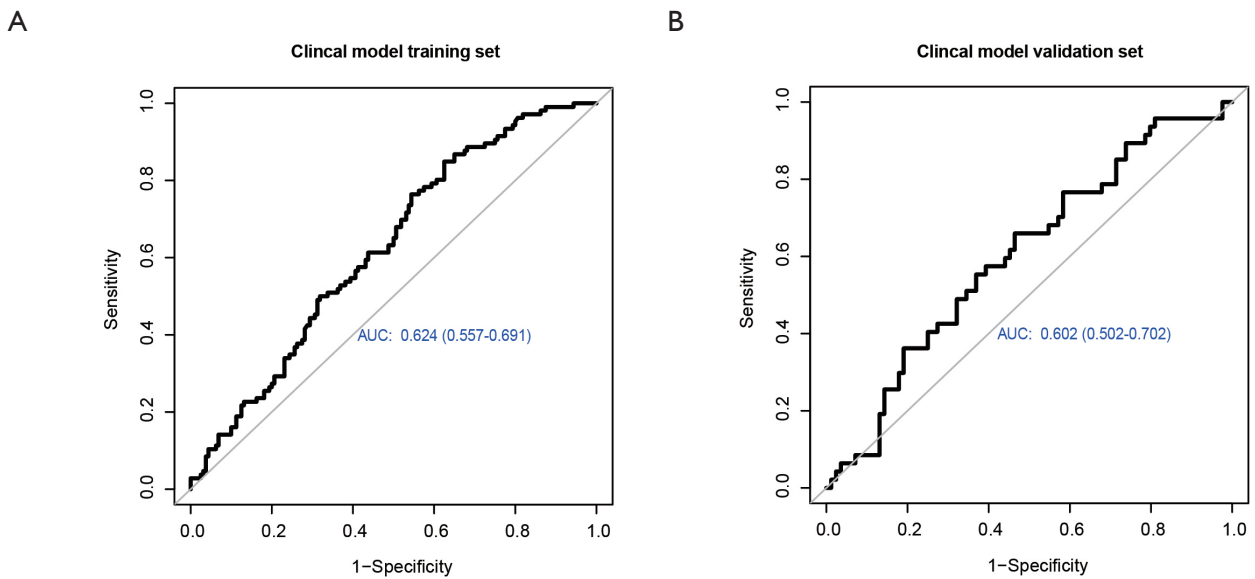 A
Clincal model training set
Sensitivity
1.0
0.8
0.6
0.4
0.2
0.0
AUC: 0.624 (0.557-0.691)
0.0 0.2 0.4 0.6 0.8 1.0
1−Specificity
B
Clincal model validation set
Sensitivity
1.0
0.8
0.6
0.4
0.2
0.0
AUC: 0.602 (0.502-0.702)
0.0 0.2 0.4 0.6 0.8 1.0
1−Specificity